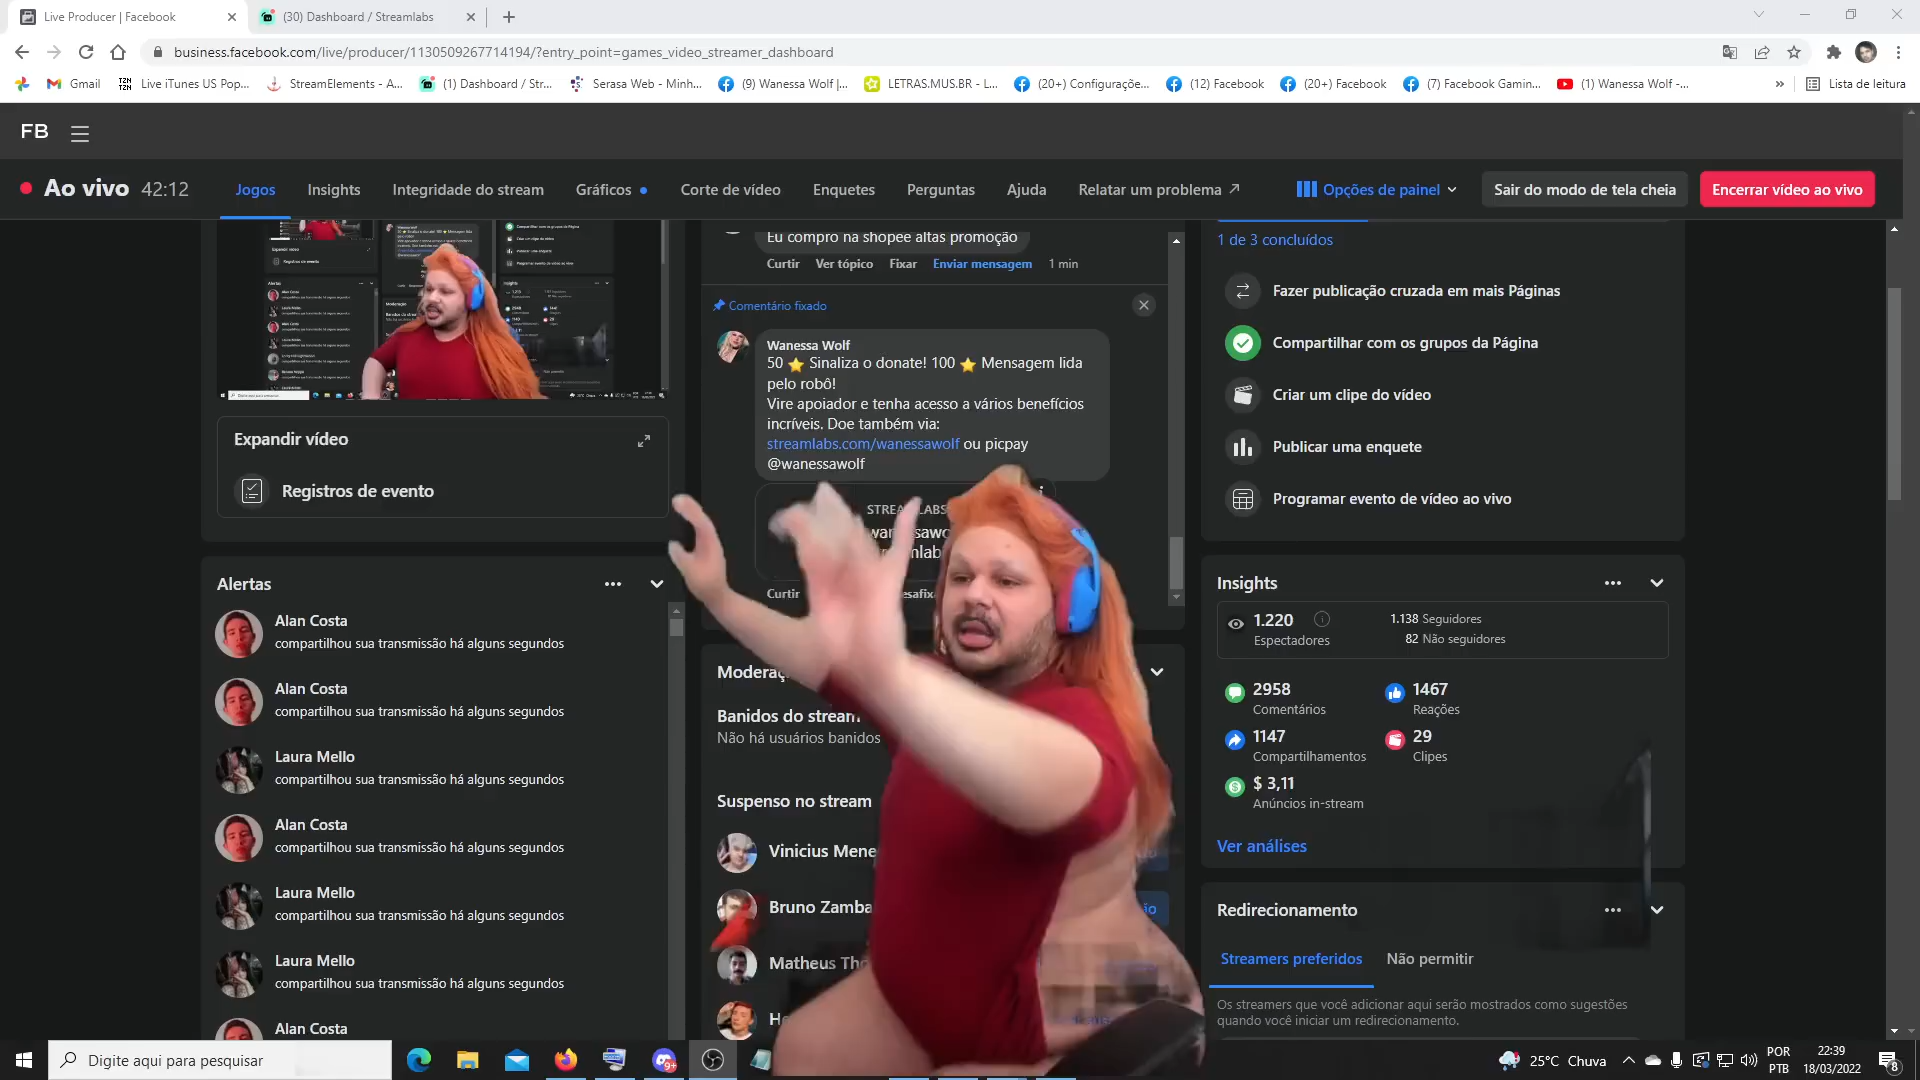 Live Producer | Facebook
(30) Dashboard / Streamlabs
business.facebook.com/live/producer/1130509267714194/?entry_point=games_video_streamer_dashboard
Gmail
Live iTunes US Pop...
StreamElements - A...
(1) Dashboard / Str...
Serasa Web - Minh...
(9) Wanessa Wolf |...
LETRAS.MUS.BR - L...
(20+) Configuraçõe...
(12) Facebook
(20+) Facebook
(7) Facebook Gamin...
(1) Wanessa Wolf -...
»
Lista de leitura
FB
Ao vivo 42:12
Jogos
Insights
Integridade do stream
Gráficos
Corte de vídeo
Enquetes
Perguntas
Ajuda
Relatar um problema
Opções de painel
Sair do modo de tela cheia
Encerrar vídeo ao vivo
Expandir vídeo
Registros de evento
Alertas
Alan Costa
compartilhou sua transmissão há alguns segundos
Alan Costa
compartilhou sua transmissão há alguns segundos
Laura Mello
compartilhou sua transmissão há alguns segundos
Alan Costa
compartilhou sua transmissão há alguns segundos
Laura Mello
compartilhou sua transmissão há alguns segundos
Laura Mello
compartilhou sua transmissão há alguns segundos
Alan Costa
Eu compro na shopee altas promoção
Curtir Ver tópico Fixar Enviar mensagem 1 min
Comentário fixado
Wanessa Wolf
50 ⭐ Sinaliza o donate! 100 ⭐ Mensagem lida
pelo robô!
Vire apoiador e tenha acesso a vários benefícios
incríveis. Doe também via:
streamlabs.com/wanessawolf ou picpay
@wanessawolf
Curtir
Banidos do stream
Não há usuários banidos
Suspenso no stream
Vinicius Mene
Bruno Zamba
Matheus Tho
1 de 3 concluídos
Fazer publicação cruzada em mais Páginas
Compartilhar com os grupos da Página
Criar um clipe do vídeo
Publicar uma enquete
Programar evento de vídeo ao vivo
Insights
1.220
Espectadores
1.138 Seguidores
82 Não seguidores
2958
Comentários
1467
Reações
1147
Compartilhamentos
29
Clipes
$ 3,11
Anúncios in-stream
Ver análises
Redirecionamento
Streamers preferidos
Não permitir
Os streamers que você adicionar aqui serão mostrados como sugestões
quando você iniciar um redirecionamento.
Digite aqui para pesquisar
9+
25°C Chuva
POR
PTB
22:39
18/03/2022
8